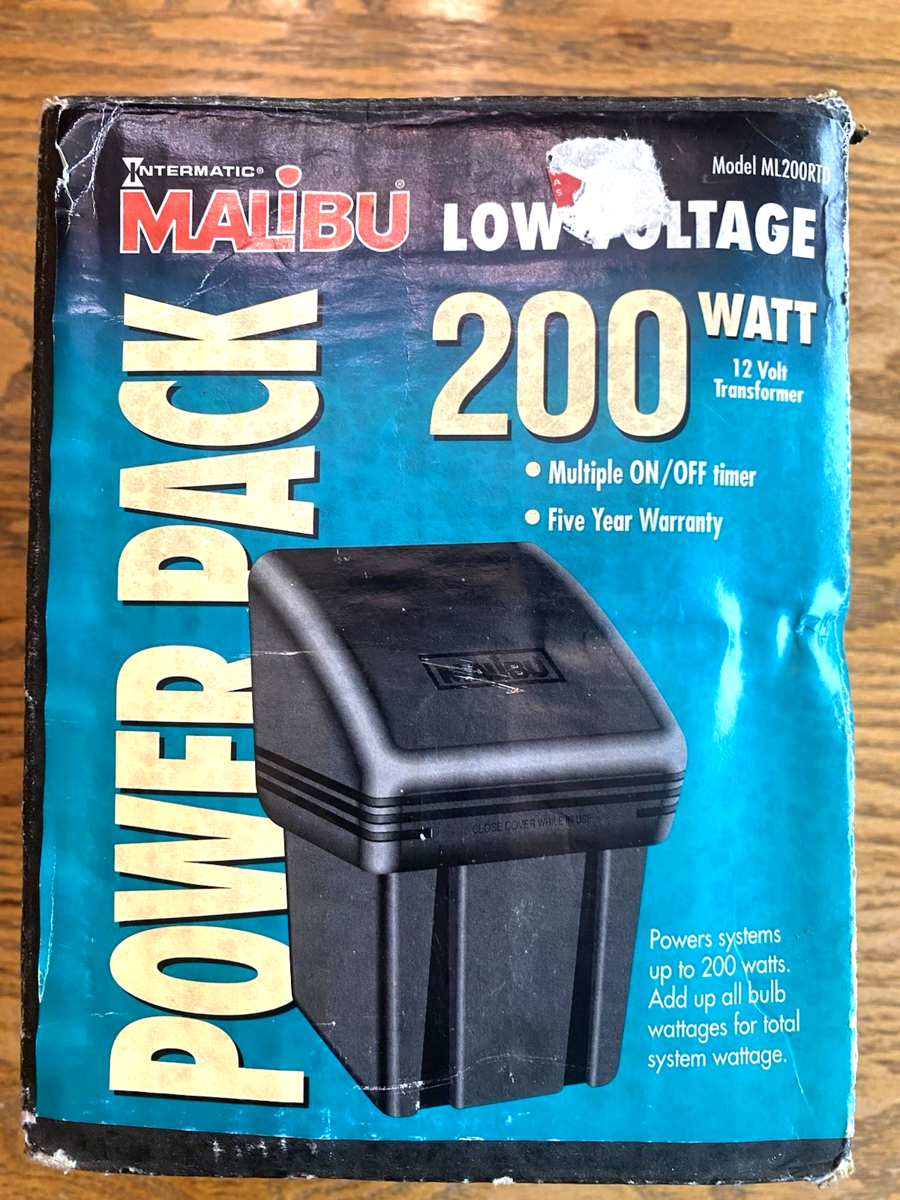 INTERMATIC®
MALiBU®
Model ML200RTD
LOW VOLTAGE
POWER PACK
200 WATT
12 Volt
Transformer
• Multiple ON/OFF timer
• Five Year Warranty
MALiBU
CLOSE COVER WHILE IN USE
Powers systems
up to 200 watts.
Add up all bulb
wattages for total
system wattage.